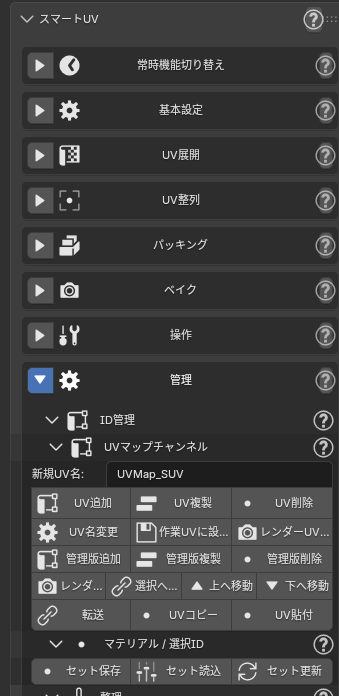 スマートUV
常時機能切り替え
基本設定
UV展開
UV整列
パッキング
ベイク
操作
管理
ID管理
UVマップチャンネル
新規UV名: UVMap_SUV
UV追加 UV複製 UV削除
UV名変更 作業UVに設... レンダーUV...
管理版追加 管理版複製 管理版削除
レンダ... 選択へ... 上へ移動 下へ移動
転送 UVコピー UV貼付
マテリアル / 選択ID
セット保存 セット読込 セット更新